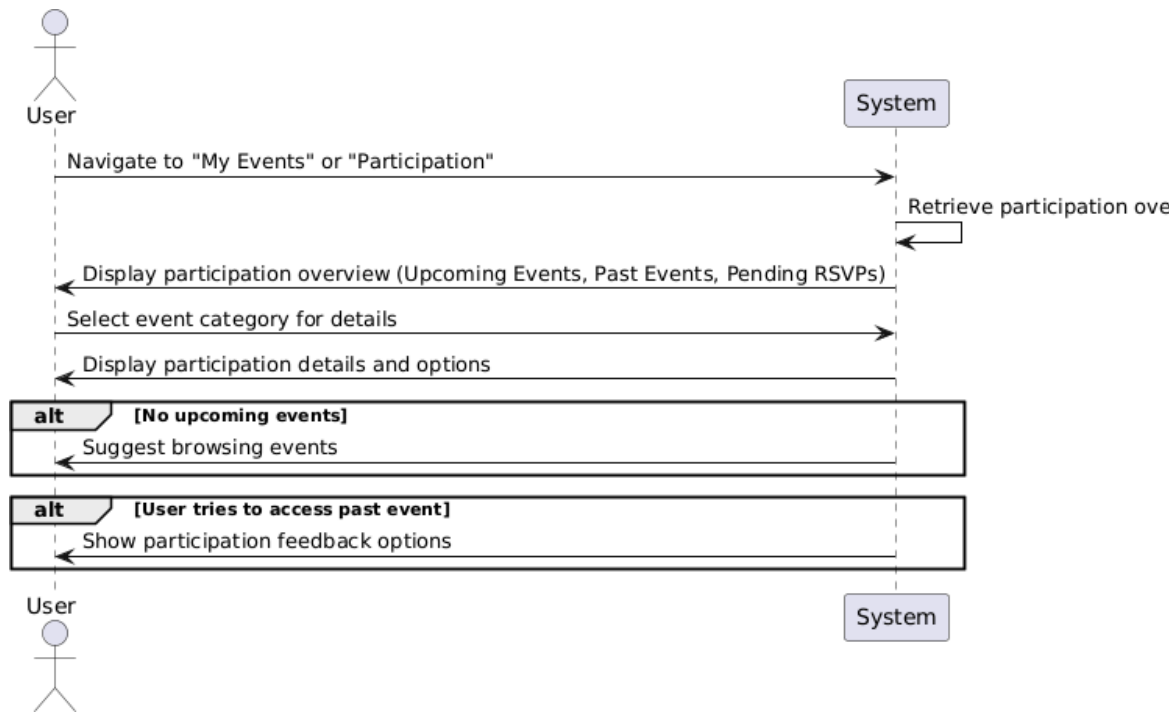 User
System
Navigate to "My Events" or "Participation"
Retrieve participation ove
Display participation overview (Upcoming Events, Past Events, Pending RSVPs)
Select event category for details
Display participation details and options
alt [No upcoming events]
Suggest browsing events
alt [User tries to access past event]
Show participation feedback options
User
System